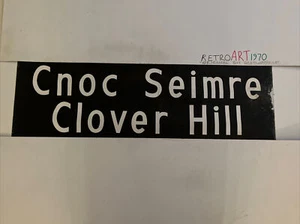 RETROART1970
Cnoc Seimre
Clover Hill